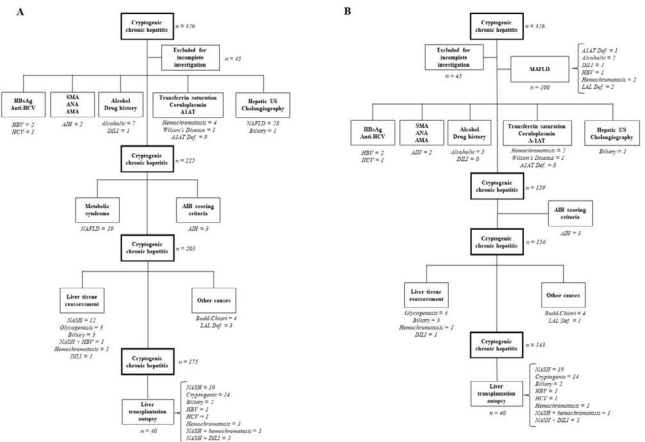 A
Cryptogenic
chronic hepatitis
n = 326
Excluded for
incomplete
investigation
n = 45
HBsAg
Anti-HCV
HBV = 2
HCV = 1
SMA
ANA
AMA
AIH = 2
Alcohol
Drug history
Alcoholic = 7
DILI = 1
Transferrin saturation
Ceruloplasmin
A1AT
Hemochromatosis = 4
Wilson's Disease = 1
A1AT Def. = 9
Hepatic US
Cholangiography
NAFLD = 28
Biliary = 1
Cryptogenic
chronic hepatitis
n = 225
Metabolic
syndrome
NAFLD = 19
AIH scoring
criteria
AIH = 3
Cryptogenic
chronic hepatitis
n = 203
Liver tissue
reassessment
NASH = 12
Glycogenosis = 3
Biliary = 3
NASH + HBV = 1
Hemochromatosis = 1
DILI = 1
Other causes
Budd-Chiari = 4
LAL Def. = 3
Cryptogenic
chronic hepatitis
n = 175
Liver
transplantation
autopsy
n = 40
NASH = 19
Cryptogenic = 14
Biliary = 2
HBV = 1
HCV = 1
Hemochromatosis = 1
NASH + hemochromatosis = 1
NASH + DILI = 1
B
Cryptogenic
chronic hepatitis
n = 326
Excluded for
incomplete
investigation
n = 45
MAFLD
n = 100
A1AT Def. = 1
Alcoholic = 2
DILI = 1
HBV = 1
Hemochromatosis = 2
LAL Def. = 2
HBsAg
Anti-HCV
HBV = 2
HCV = 1
SMA
ANA
AMA
AIH = 2
Alcohol
Drug history
Alcoholic = 5
DILI = 0
Transferrin saturation
Ceruloplasmin
A-1AT
Hemochromatosis = 2
Wilson's Disease = 1
A1AT Def. = 8
Hepatic US
Cholangiography
Biliary = 1
Cryptogenic
chronic hepatitis
n = 159
AIH scoring
criteria
AIH = 3
Cryptogenic
chronic hepatitis
n = 156
Liver tissue
reassessment
Glycogenosis = 3
Biliary = 3
Hemochromatosis = 1
DILI = 1
Other causes
Budd-Chiari = 4
LAL Def. = 1
Cryptogenic
chronic hepatitis
n = 143
Liver
transplantation
autopsy
n = 40
NASH = 19
Cryptogenic = 14
Biliary = 2
HBV = 1
HCV = 1
Hemochromatosis = 1
NASH + hemochromatosis = 1
NASH + DILI = 1